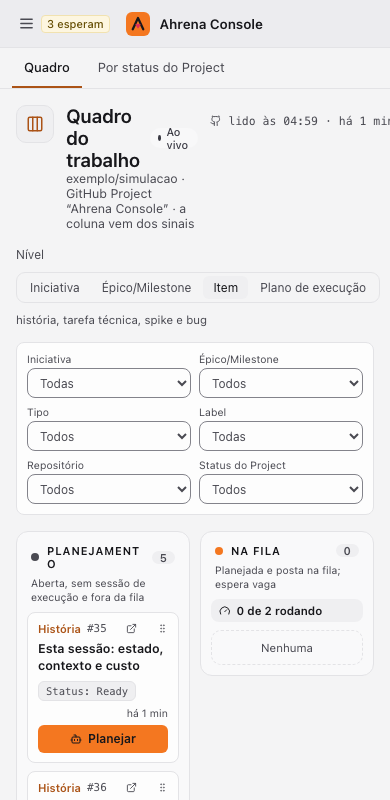 3 esperam
Ahrena Console
Quadro
Por status do Project
Quadro
do
trabalho
Ao
vivo
lido às 04:59 · há 1 min
exemplo/simulacao ·
GitHub Project
“Ahrena Console” · a
coluna vem dos sinais
Nível
Iniciativa
Épico/Milestone
Item
Plano de execução
história, tarefa técnica, spike e bug
Iniciativa
Épico/Milestone
Todas
Todos
Tipo
Label
Todos
Todas
Repositório
Status do Project
Todos
Todos
PLANEJAMENT
O
5
Aberta, sem sessão de
execução e fora da fila
História #35
Esta sessão: estado,
contexto e custo
Status: Ready
há 1 min
Planejar
História #36
NA FILA
0
Planejada e posta na fila;
espera vaga
0 de 2 rodando
Nenhuma